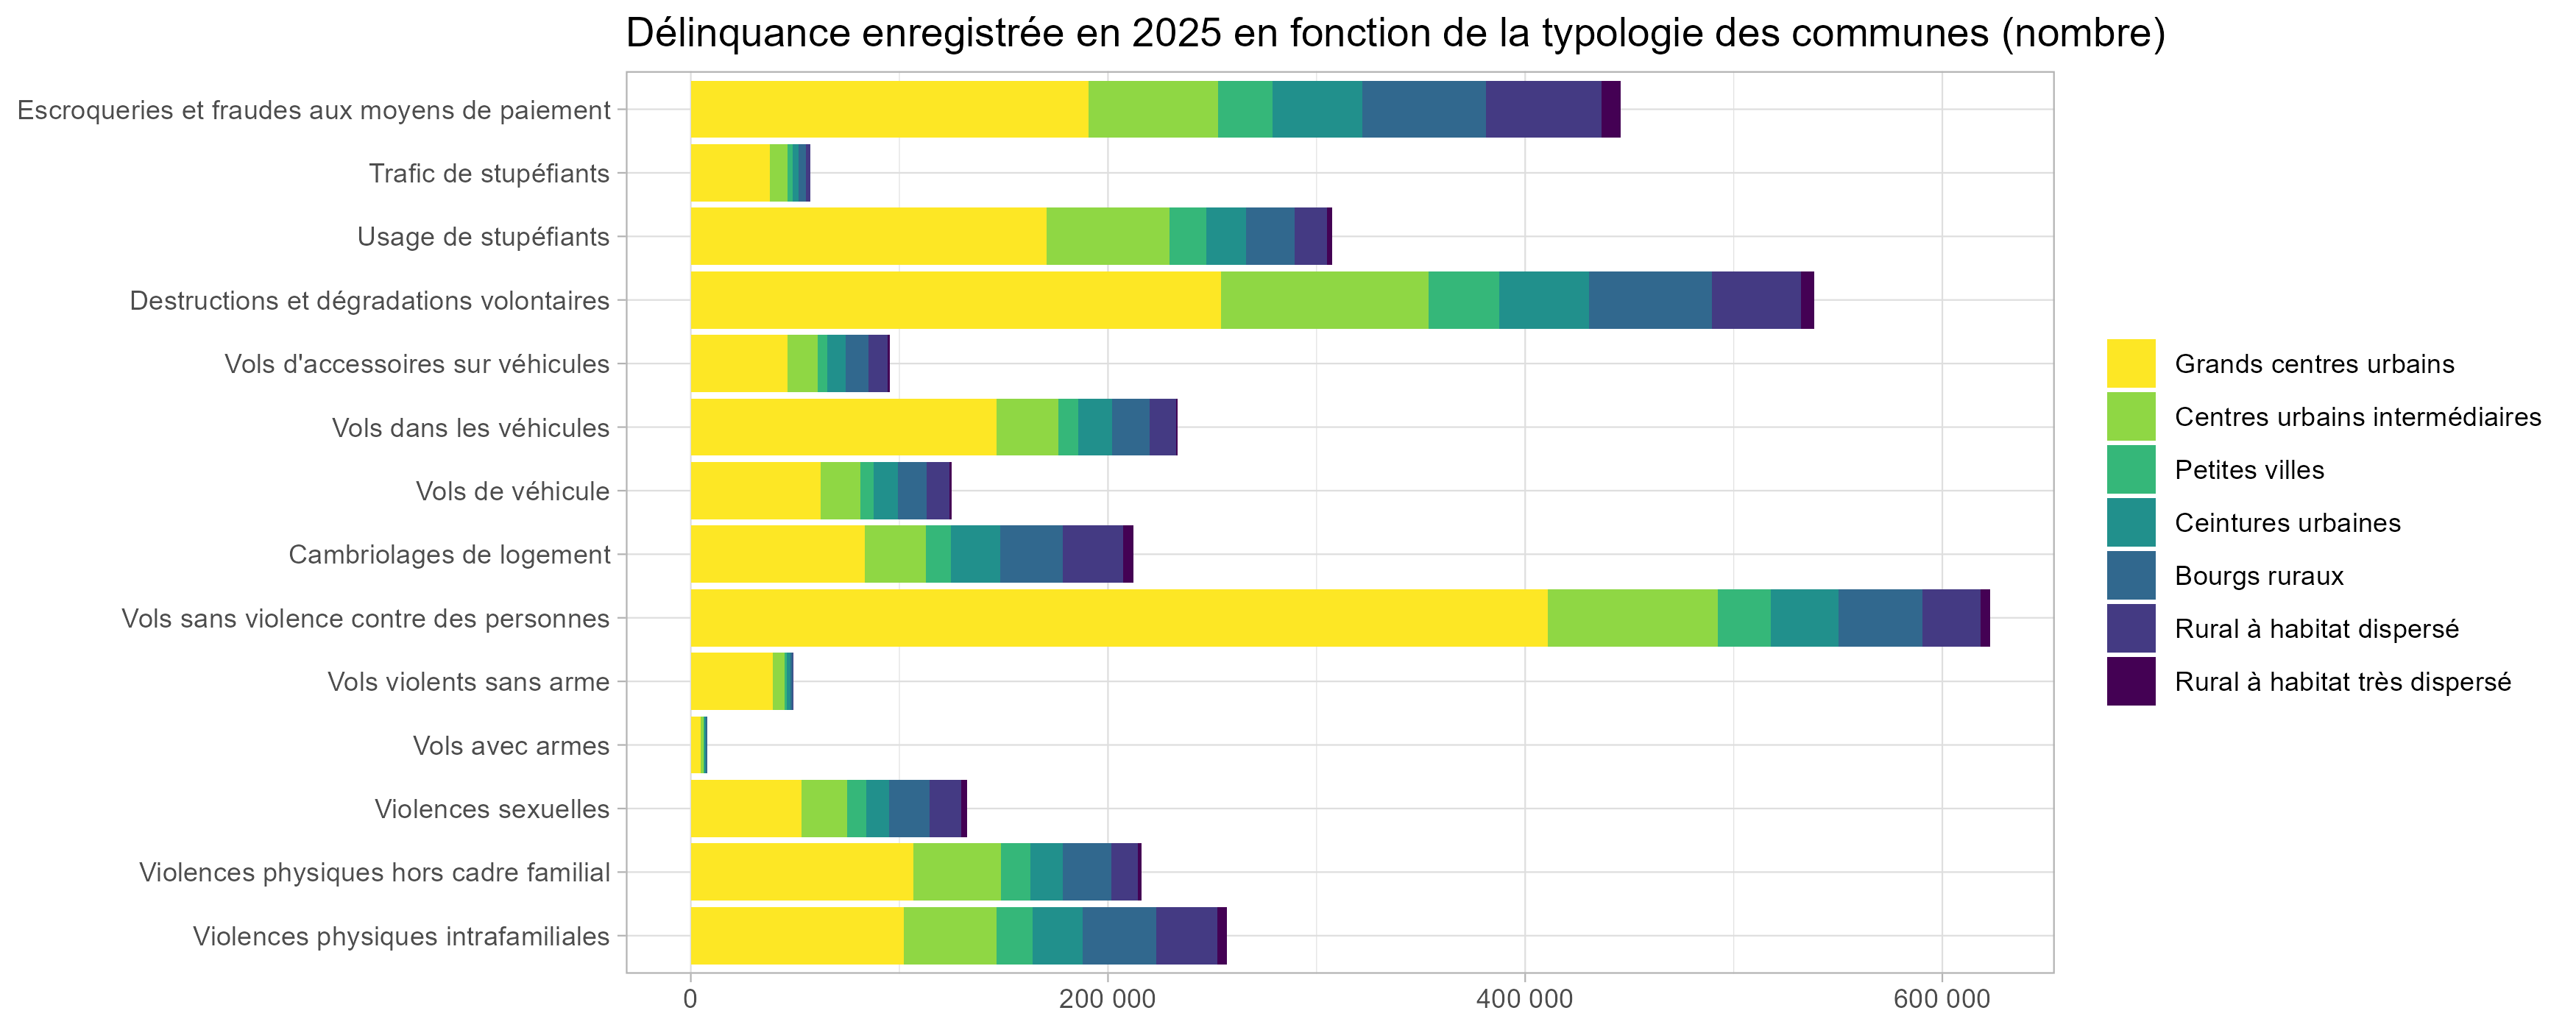 Délinquance enregistrée en 2025 en fonction de la typologie des communes (nombre)
Escroqueries et fraudes aux moyens de paiement
Trafic de stupéfiants
Usage de stupéfiants
Destructions et dégradations volontaires
Vols d'accessoires sur véhicules
Vols dans les véhicules
Vols de véhicule
Cambriolages de logement
Vols sans violence contre des personnes
Vols violents sans arme
Vols avec armes
Violences sexuelles
Violences physiques hors cadre familial
Violences physiques intrafamiliales
0 200 000 400 000 600 000
Grands centres urbains
Centres urbains intermédiaires
Petites villes
Ceintures urbaines
Bourgs ruraux
Rural à habitat dispersé
Rural à habitat très dispersé